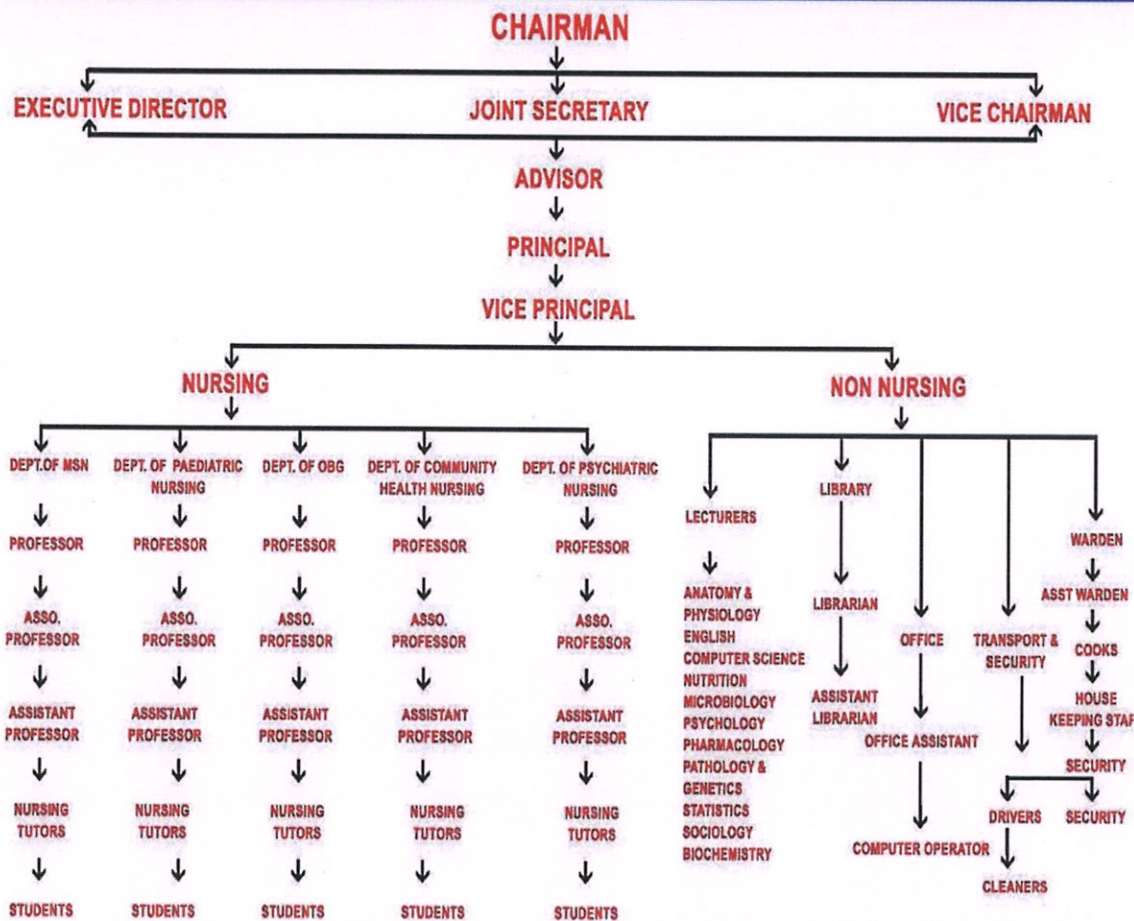 CHAIRMAN
EXECUTIVE DIRECTOR
JOINT SECRETARY
VICE CHAIRMAN
ADVISOR
PRINCIPAL
VICE PRINCIPAL
NURSING
NON NURSING
DEPT.OF MSN
PROFESSOR
ASSO.
PROFESSOR
ASSISTANT
PROFESSOR
NURSING
TUTORS
STUDENTS
DEPT. OF PAEDIATRIC
NURSING
PROFESSOR
ASSO.
PROFESSOR
ASSISTANT
PROFESSOR
NURSING
TUTORS
STUDENTS
DEPT. OF OBG
PROFESSOR
ASSO.
PROFESSOR
ASSISTANT
PROFESSOR
NURSING
TUTORS
STUDENTS
DEPT. OF COMMUNITY
HEALTH NURSING
PROFESSOR
ASSO.
PROFESSOR
ASSISTANT
PROFESSOR
NURSING
TUTORS
STUDENTS
DEPT. OF PSYCHIATRIC
NURSING
PROFESSOR
ASSO.
PROFESSOR
ASSISTANT
PROFESSOR
NURSING
TUTORS
STUDENTS
LECTURERS
ANATOMY &
PHYSIOLOGY
ENGLISH
COMPUTER SCIENCE
NUTRITION
MICROBIOLOGY
PSYCHOLOGY
PHARMACOLOGY
PATHOLOGY &
GENETICS
STATISTICS
SOCIOLOGY
BIOCHEMISTRY
LIBRARY
LIBRARIAN
ASSISTANT
LIBRARIAN
OFFICE
OFFICE ASSISTANT
COMPUTER OPERATOR
TRANSPORT &
SECURITY
DRIVERS
SECURITY
CLEANERS
WARDEN
ASST WARDEN
COOKS
HOUSE
KEEPING STAF
SECURITY